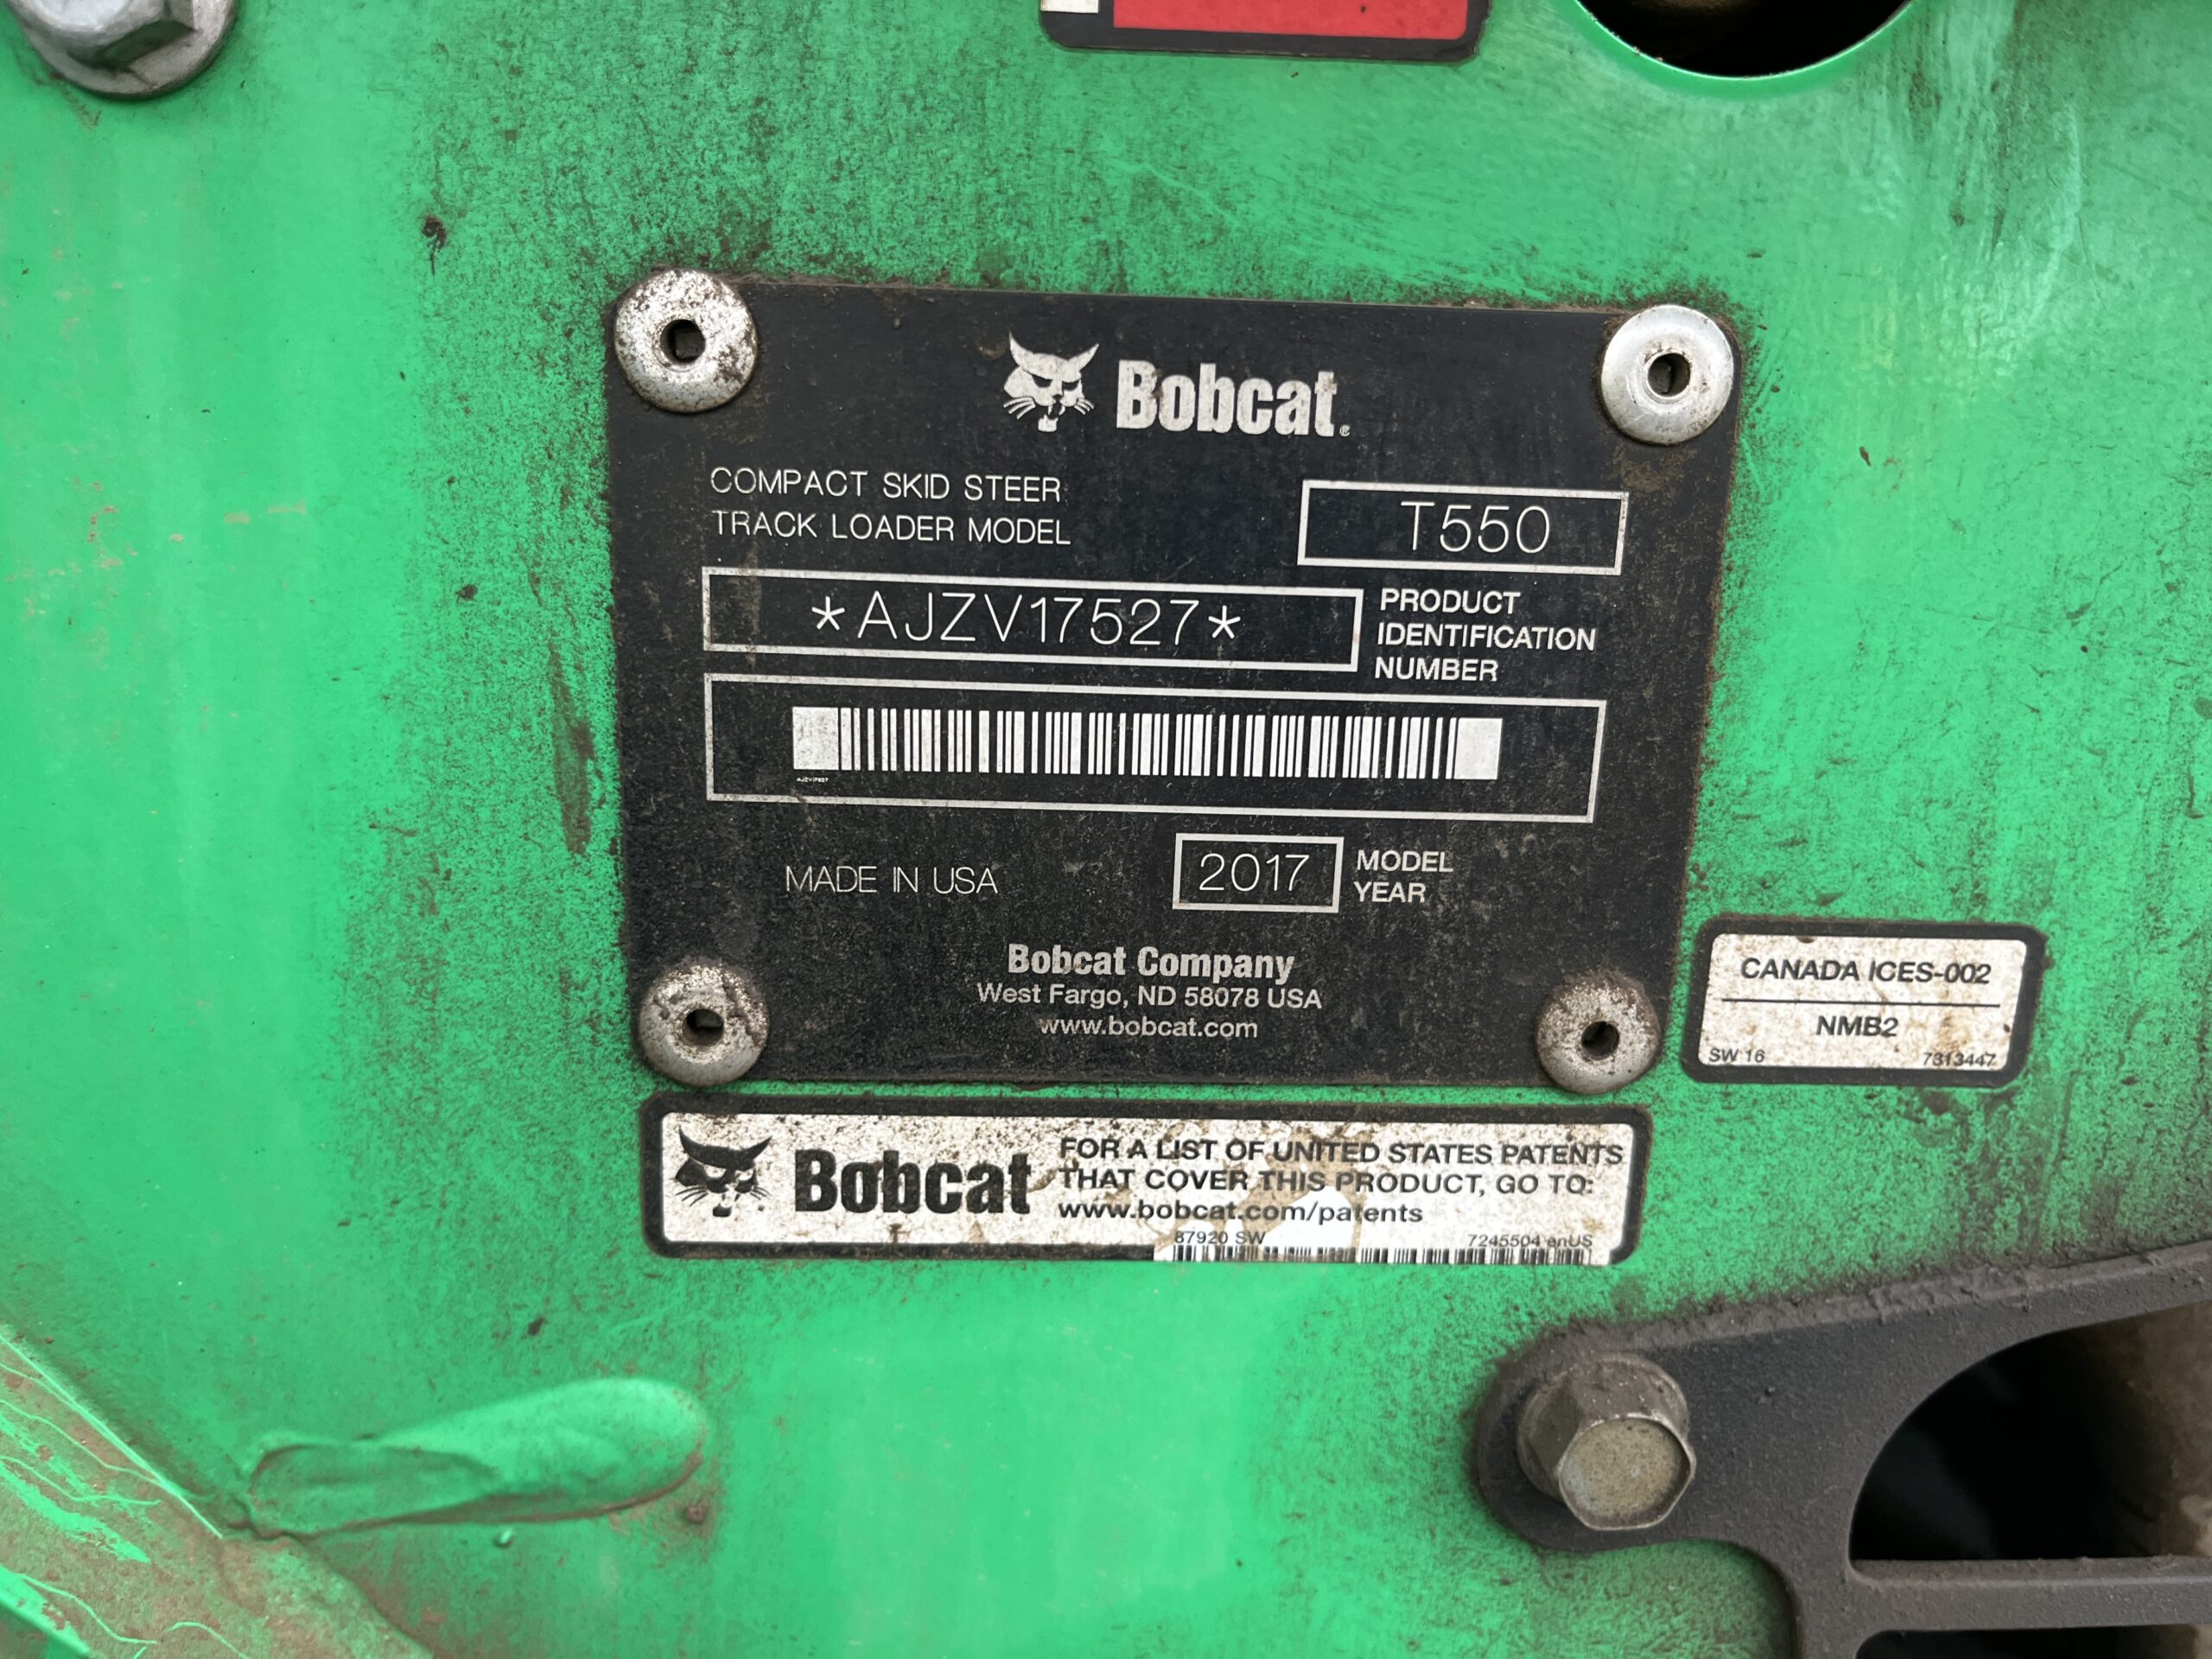 Bobcat®
COMPACT SKID STEER
TRACK LOADER MODEL
T550
*AJZV17527*
PRODUCT
IDENTIFICATION
NUMBER
AJZV17527
MADE IN USA
2017
MODEL
YEAR
Bobcat Company
West Fargo, ND 58078 USA
www.bobcat.com
CANADA ICES-002
NMB2
SW 16
7313447
Bobcat
FOR A LIST OF UNITED STATES PATENTS
THAT COVER THIS PRODUCT, GO TO:
www.bobcat.com/patents
87920 SW
7245504 enUS